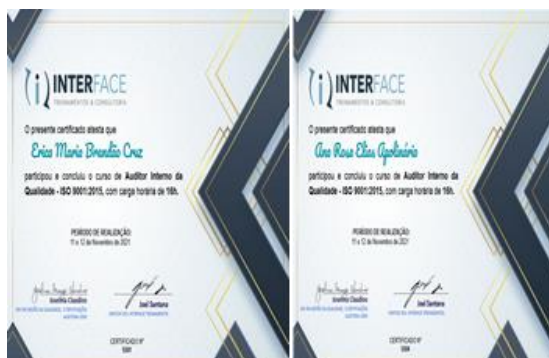 INTERFACE
TREINAMENTOS & CONSULTORIA
O presente certificado atesta que
Erica Maria Brandão Cruz
participou e concluiu o curso de Auditor Interno da
Qualidade - ISO 9001:2015, com carga horária de 16h.
PERÍODO DE REALIZAÇÃO:
11 e 12 de Novembro de 2021
Joel Santana
CERTIFICADO Nº
INTERFACE
TREINAMENTOS & CONSULTORIA
O presente certificado atesta que
Ana Rosa Elias Apolinário
participou e concluiu o curso de Auditor Interno da
Qualidade - ISO 9001:2015, com carga horária de 16h.
PERÍODO DE REALIZAÇÃO:
11 e 12 de Novembro de 2021
Joel Santana
CERTIFICADO Nº